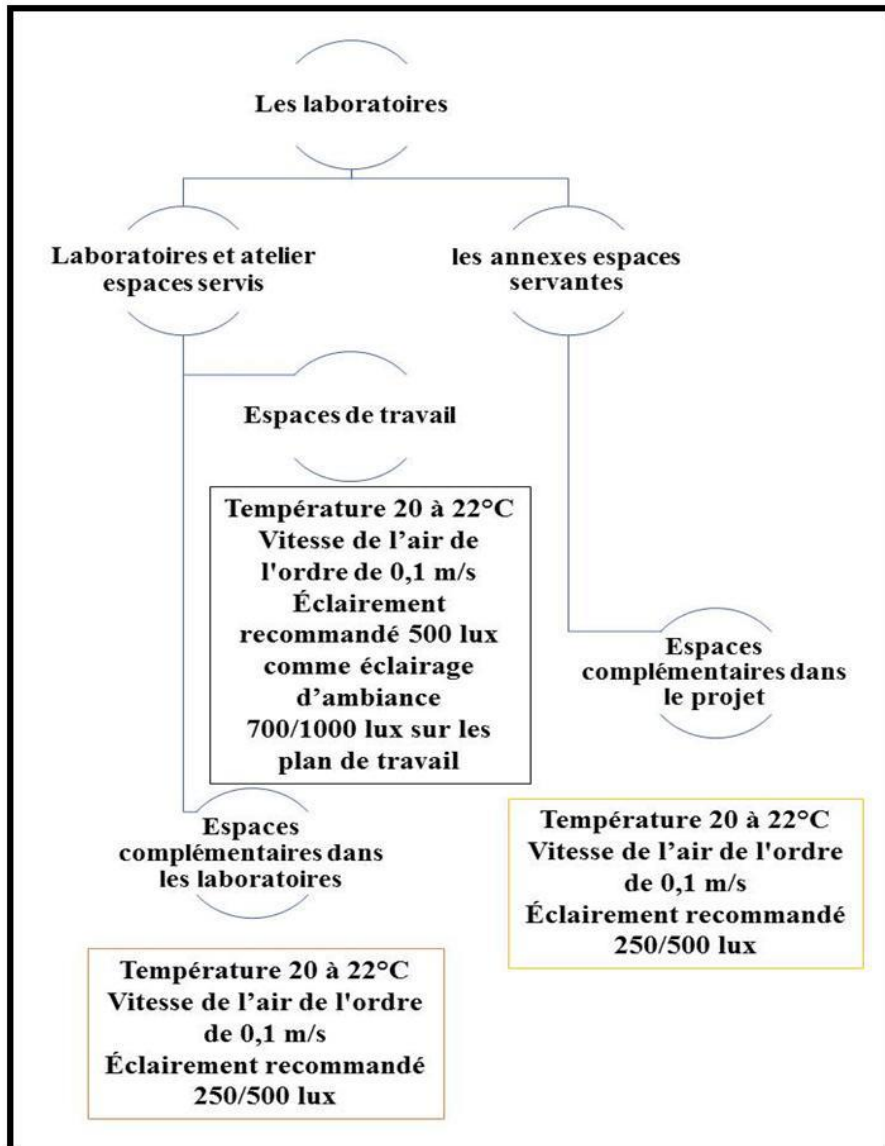 Les laboratoires
Laboratoires et atelier
espaces servis
les annexes espaces
servantes
Espaces de travail
Température 20 à 22°C
Vitesse de l’air de
l'ordre de 0,1 m/s
Éclairement
recommandé 500 lux
comme éclairage
d’ambiance
700/1000 lux sur les
plan de travail
Espaces
complémentaires dans
le projet
Température 20 à 22°C
Vitesse de l’air de l'ordre
de 0,1 m/s
Éclairement recommandé
250/500 lux
Espaces
complémentaires dans
les laboratoires
Température 20 à 22°C
Vitesse de l’air de l'ordre
de 0,1 m/s
Éclairement recommandé
250/500 lux